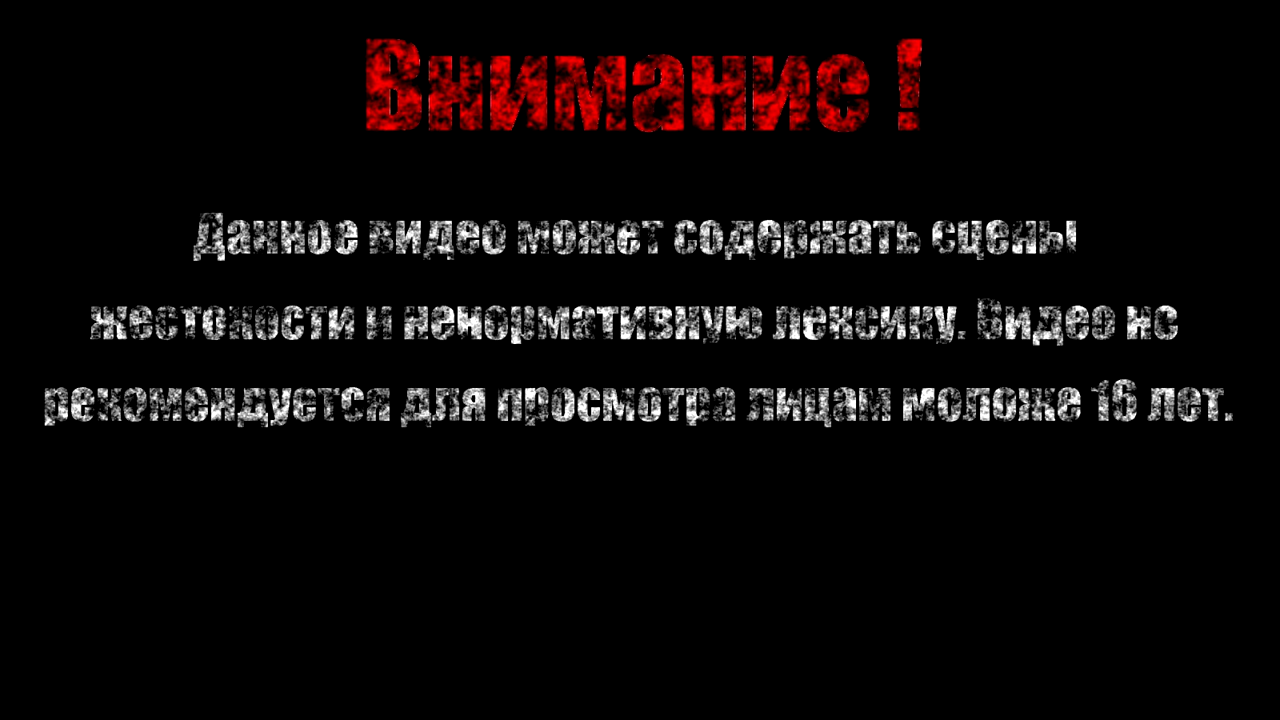 Внимание !
Данное видео может содержать сцены
жестокости и ненормативную лексику. Видео не
рекомендуется для просмотра лицам моложе 16 лет.